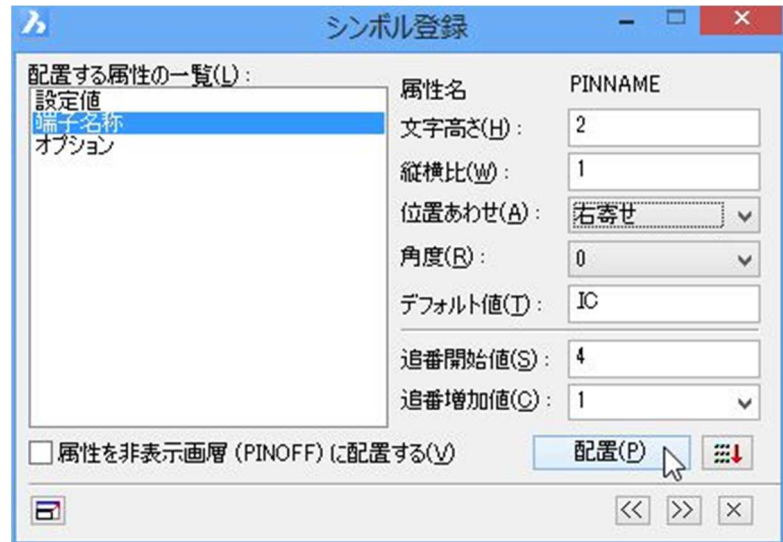 シンボル登録
配置する属性の一覧(L):
設定値
端子名称
オプション
属性名 PINNAME
文字高さ(H): 2
縦横比(W): 1
位置あわせ(A): 右寄せ
角度(R): 0
デフォルト値(T): IC
追番開始値(S): 4
追番増加値(C): 1
属性を非表示画層 (PINOFF) に配置する(V)
配置(P)
<< >> ×